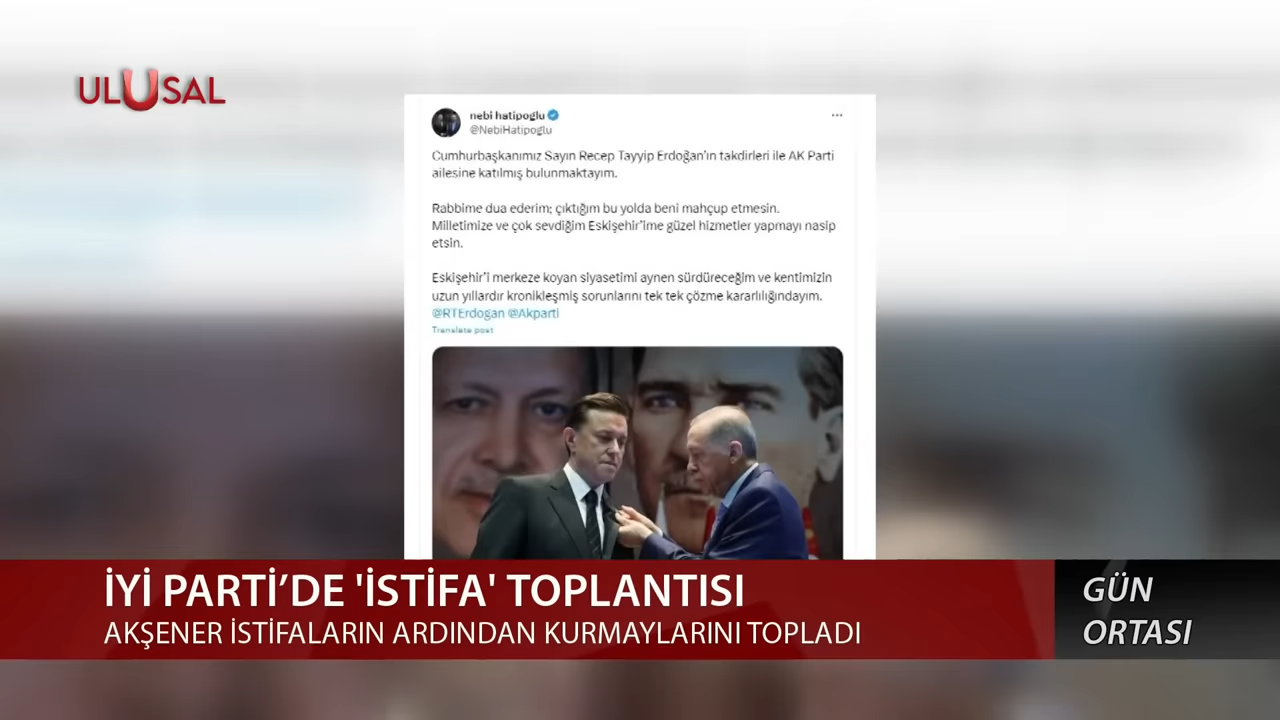 ULUSAL
nebi hatipoglu
@NebiHatipoglu
Cumhurbaşkanımız Sayın Recep Tayyip Erdoğan'ın takdirleri ile AK Parti
ailesine katılmış bulunmaktayım.
Rabbime dua ederim; çıktığım bu yolda beni mahçup etmesin.
Milletimize ve çok sevdiğim Eskişehir'ime güzel hizmetler yapmayı nasip
etsin.
Eskişehir'i merkeze koyan siyasetimi aynen sürdüreceğim ve kentimizin
uzun yıllardır kronikleşmiş sorunlarını tek tek çözme kararlılığındayım.
@RTErdogan @Akparti
Translate post
İYİ PARTİ’DE 'İSTİFA' TOPLANTISI
AKŞENER İSTİFALARIN ARDINDAN KURMAYLARINI TOPLADI
GÜN
ORTASI